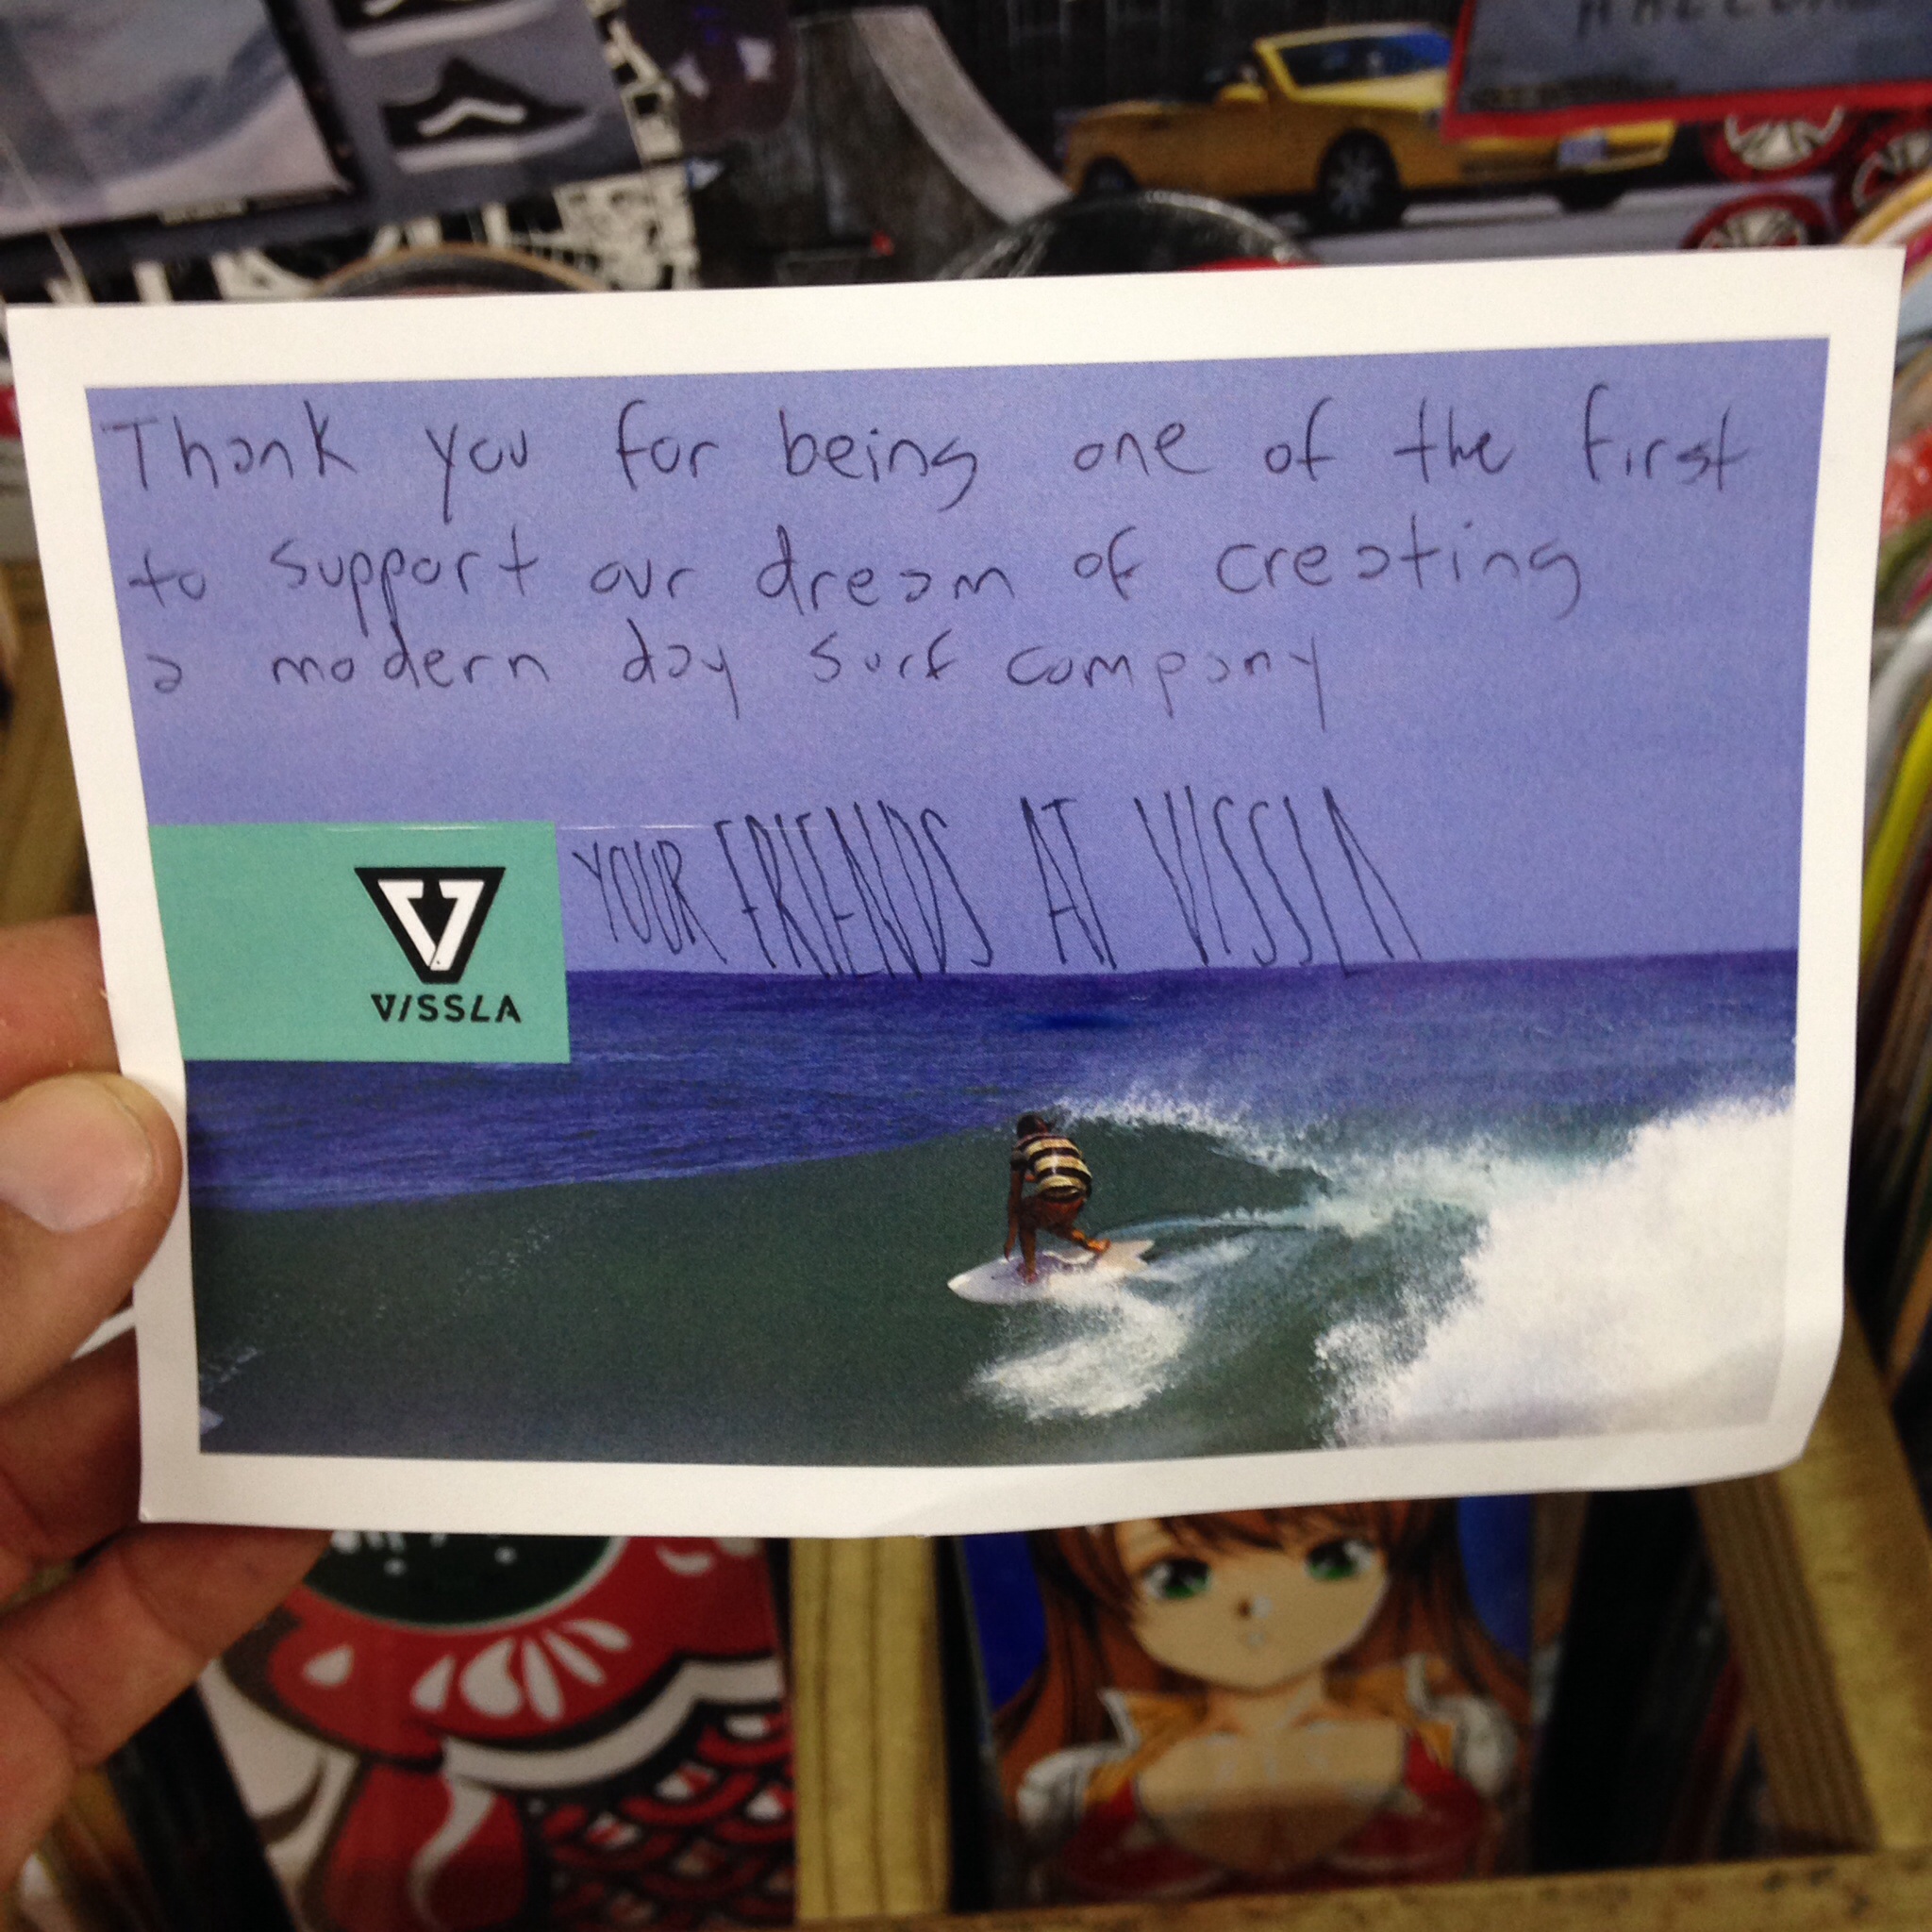 Thank you for being one of the first
to support our dream of creating
a modern day surf company
YOUR FRIENDS AT VISSLA
VISSLA